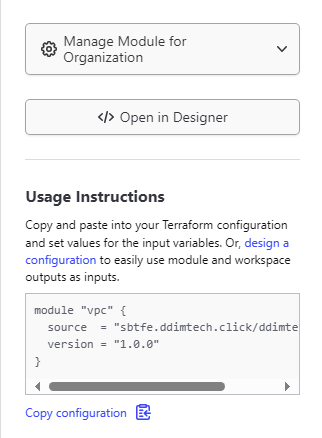 Manage Module for
Organization
</> Open in Designer
Usage Instructions
Copy and paste into your Terraform configuration
and set values for the input variables. Or, design a
configuration to easily use module and workspace
outputs as inputs.
module "vpc" {
  source  = "sbtfe.ddimtech.click/ddimte
  version = "1.0.0"
}
Copy configuration